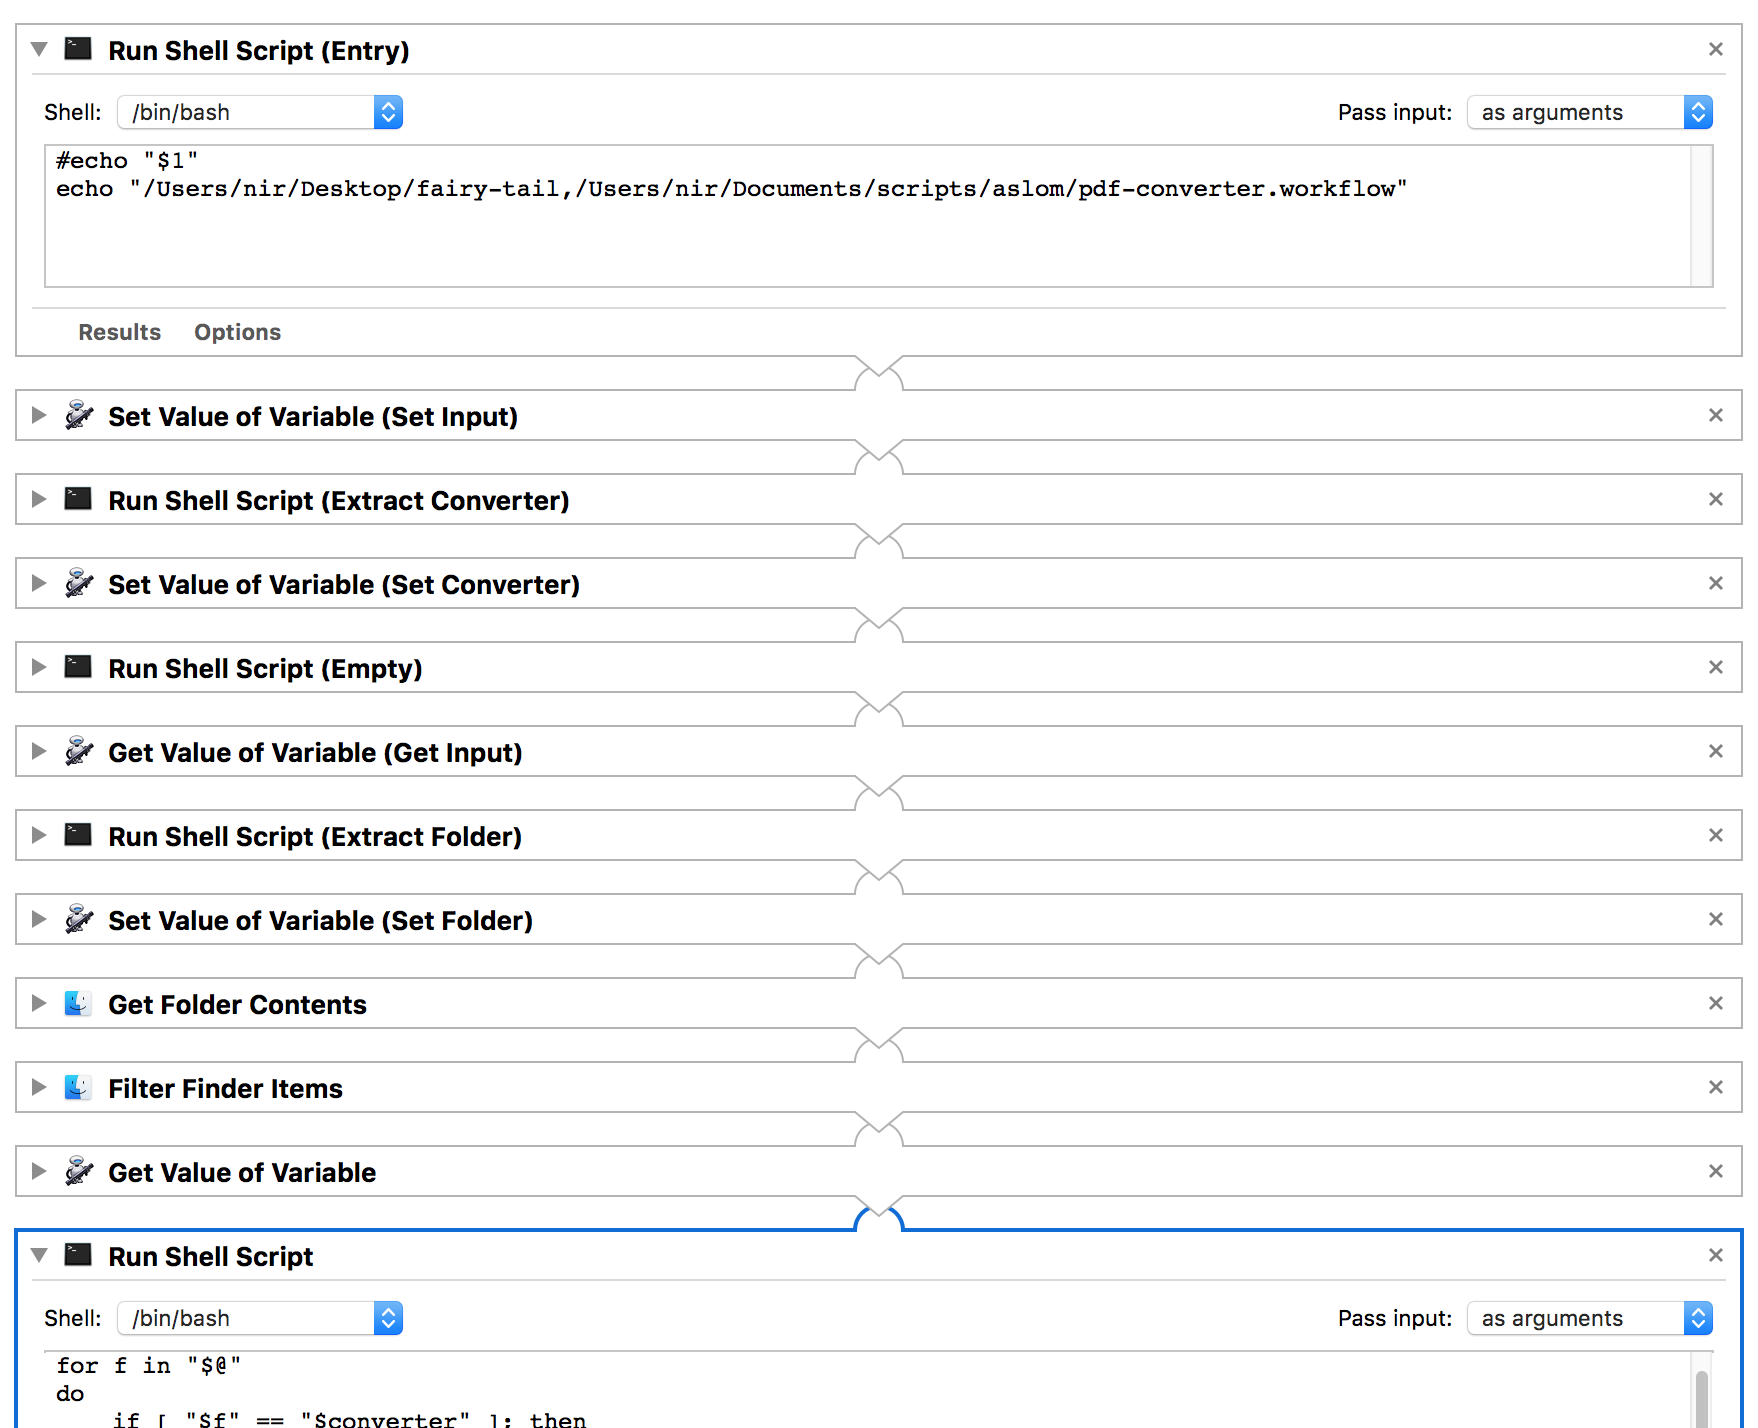 Run Shell Script (Entry)
Shell: /bin/bash Pass input: as arguments
#echo "$1"
echo "/Users/nir/Desktop/fairy-tail,/Users/nir/Documents/scripts/aslom/pdf-converter.workflow"
Results Options
Set Value of Variable (Set Input)
Run Shell Script (Extract Converter)
Set Value of Variable (Set Converter)
Run Shell Script (Empty)
Get Value of Variable (Get Input)
Run Shell Script (Extract Folder)
Set Value of Variable (Set Folder)
Get Folder Contents
Filter Finder Items
Get Value of Variable
Run Shell Script
Shell: /bin/bash Pass input: as arguments
for f in "$@"
do
if [ "$f" == "$converter" ]; then